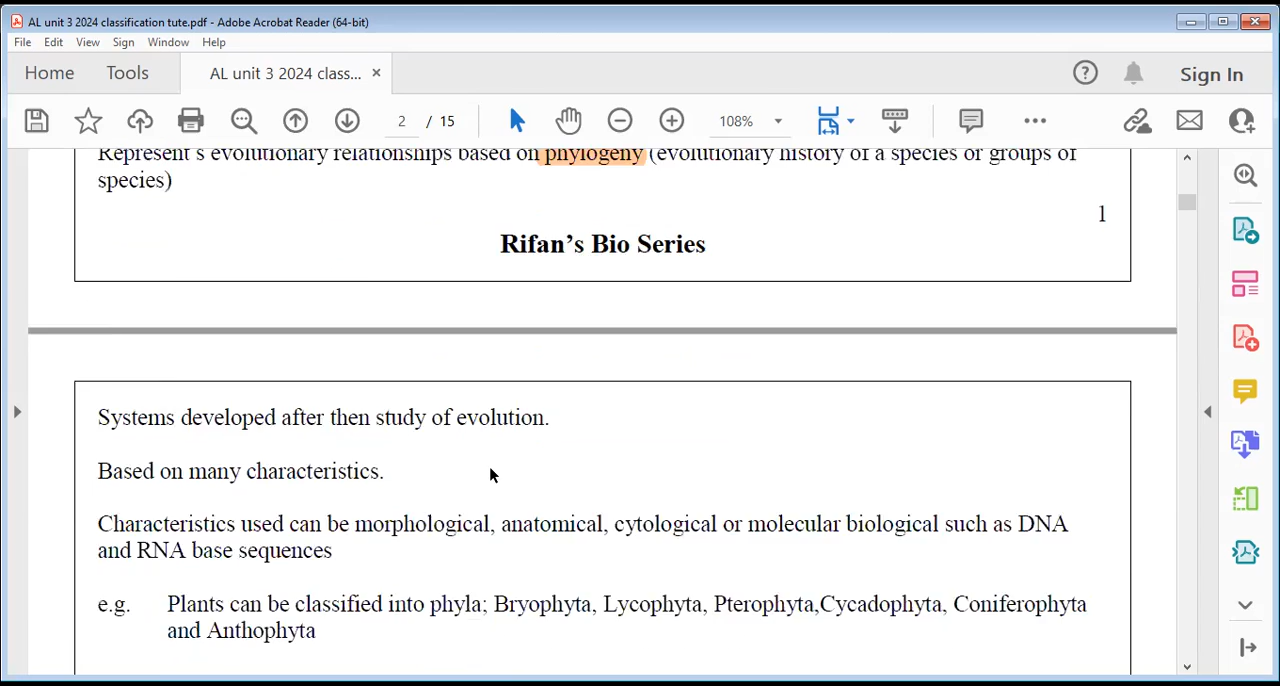 AL unit 3 2024 classification tute.pdf - Adobe Acrobat Reader (64-bit)
File Edit View Sign Window Help
Home Tools AL unit 3 2024 class... × Sign In
2 / 15 108%
Represent's evolutionary relationships based on phylogeny (evolutionary history of a species or groups of
species)
1
Rifan's Bio Series
Systems developed after then study of evolution.
Based on many characteristics.
Characteristics used can be morphological, anatomical, cytological or molecular biological such as DNA
and RNA base sequences
e.g. Plants can be classified into phyla; Bryophyta, Lycophyta, Pterophyta,Cycadophyta, Coniferophyta
and Anthophyta